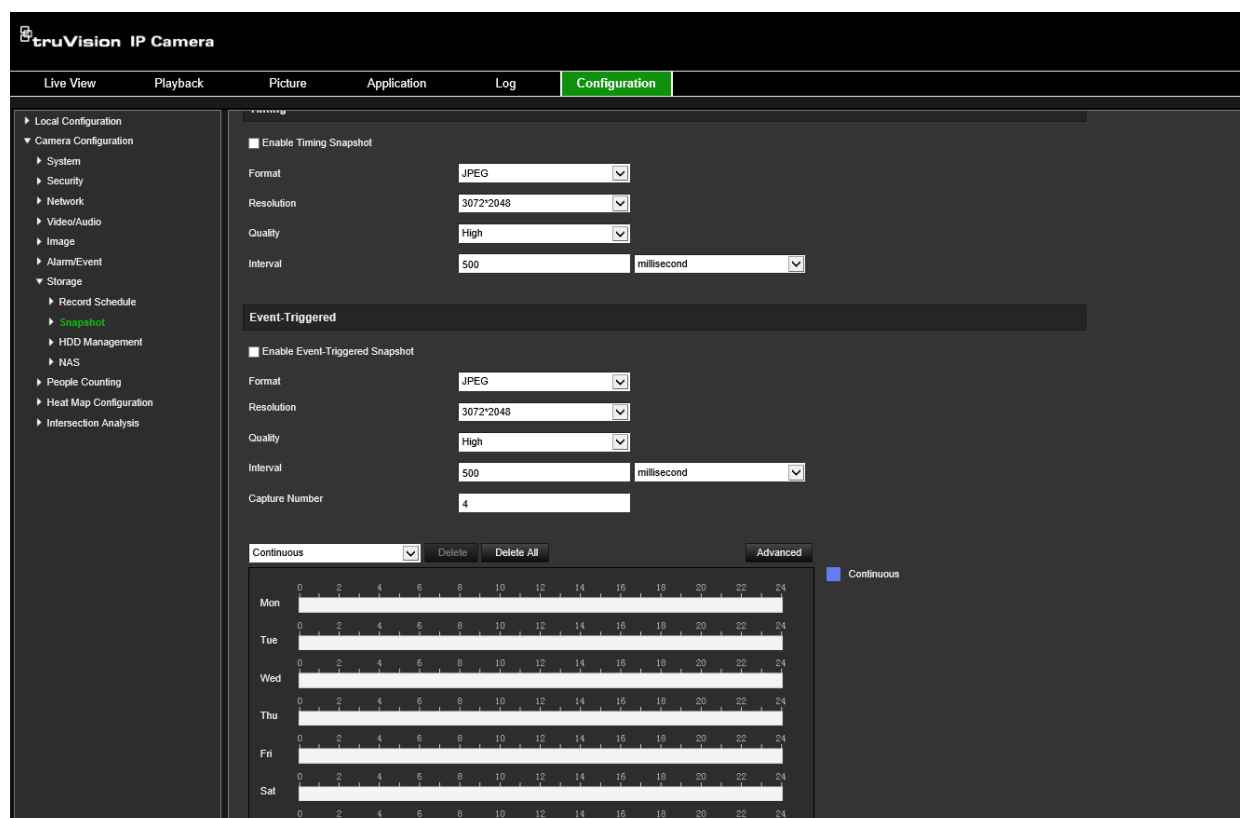 truVision IP Camera
Live View Playback Picture Application Log Configuration
Local Configuration
Camera Configuration
System
Security
Network
Video/Audio
Image
Alarm/Event
Storage
Record Schedule
Snapshot
HDD Management
NAS
People Counting
Heat Map Configuration
Intersection Analysis
Timing
Enable Timing Snapshot
Format JPEG
Resolution 3072*2048
Quality High
Interval 500 millisecond
Event-Triggered
Enable Event-Triggered Snapshot
Format JPEG
Resolution 3072*2048
Quality High
Interval 500 millisecond
Capture Number 4
Continuous Delete Delete All Advanced
Continuous
0 2 4 6 8 10 12 14 16 18 20 22 24
Mon
0 2 4 6 8 10 12 14 16 18 20 22 24
Tue
0 2 4 6 8 10 12 14 16 18 20 22 24
Wed
0 2 4 6 8 10 12 14 16 18 20 22 24
Thu
0 2 4 6 8 10 12 14 16 18 20 22 24
Fri
0 2 4 6 8 10 12 14 16 18 20 22 24
Sat
0 2 4 6 8 10 12 14 16 18 20 22 24